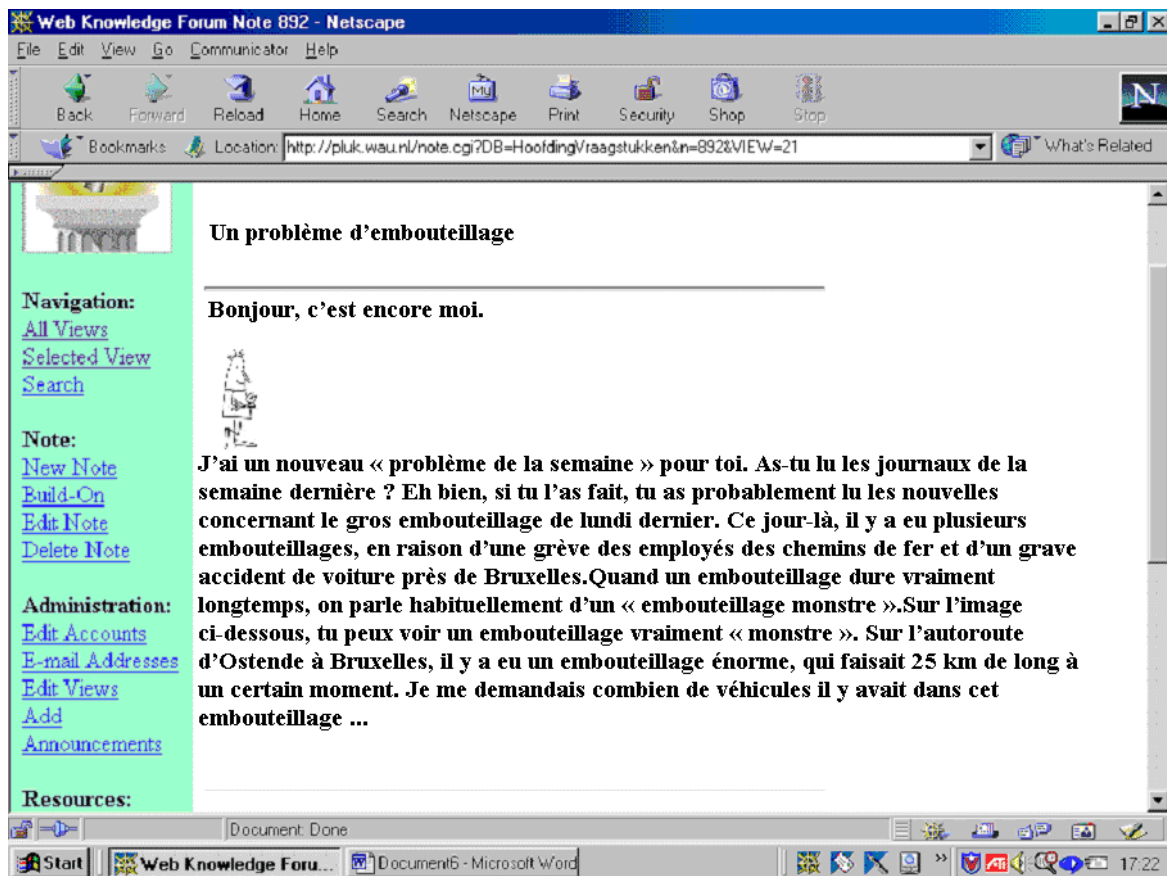 Web Knowledge Forum Note 892 - Netscape
File Edit View Go Communicator Help
My
Back Forward Reload Home Search Netscape Print Security Shop Stop
N
Bookmarks Location: http://pluk.wau.nl/note.cgi?DB=HoofdingVraagstukken&n=892&VIEW=21 What's Related
Un problème d'embouteillage
Navigation:
All Views
Selected View
Search
Note:
New Note
Build-On
Edit Note
Delete Note
Administration:
Edit Accounts
E-mail Addresses
Edit Views
Add
Announcements
Resources:
Bonjour, c'est encore moi.
J'ai un nouveau « problème de la semaine » pour toi. As-tu lu les journaux de la
semaine dernière ? Eh bien, si tu l'as fait, tu as probablement lu les nouvelles
concernant le gros embouteillage de lundi dernier. Ce jour-là, il y a eu plusieurs
embouteillages, en raison d'une grève des employés des chemins de fer et d'un grave
accident de voiture près de Bruxelles.Quand un embouteillage dure vraiment
longtemps, on parle habituellement d'un « embouteillage monstre ».Sur l'image
ci-dessous, tu peux voir un embouteillage vraiment « monstre ». Sur l'autoroute
d'Ostende à Bruxelles, il y a eu un embouteillage énorme, qui faisait 25 km de long à
un certain moment. Je me demandais combien de véhicules il y avait dans cet
embouteillage ...
Document: Done
Start Web Knowledge Foru... Document6 - Microsoft Word » ATI 17:22